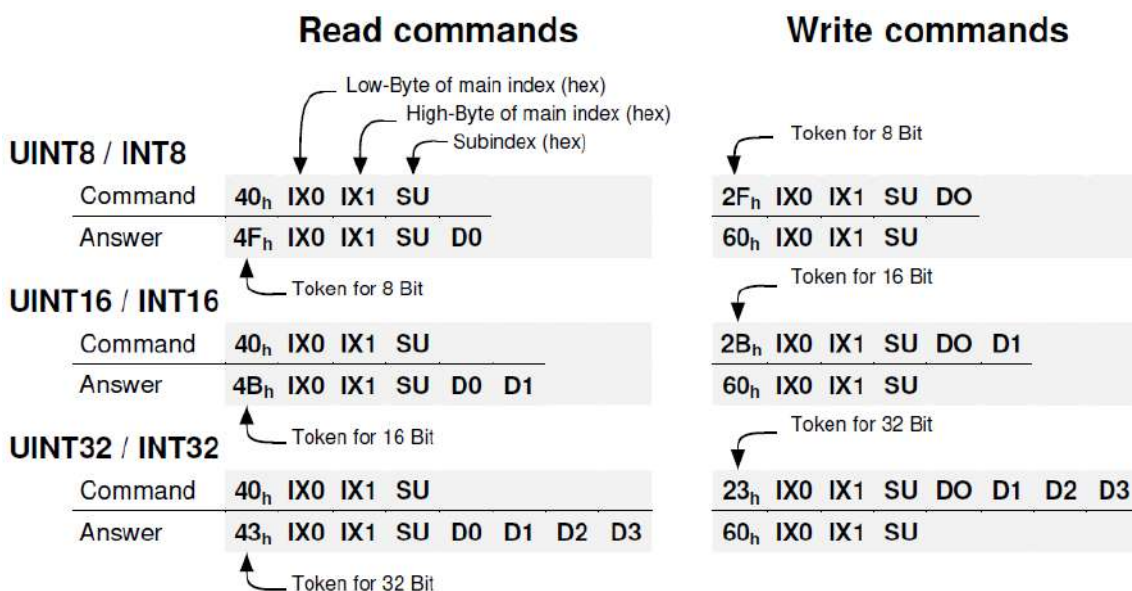 Read commands Write commands
Low-Byte of main index (hex)
High-Byte of main index (hex)
Subindex (hex)
Token for 8 Bit
UINT8 / INT8
Command 40h IX0 IX1 SU 2Fh IX0 IX1 SU DO
Answer 4Fh IX0 IX1 SU D0 60h IX0 IX1 SU
Token for 8 Bit Token for 16 Bit
UINT16 / INT16
Command 40h IX0 IX1 SU 2Bh IX0 IX1 SU DO D1
Answer 4Bh IX0 IX1 SU D0 D1 60h IX0 IX1 SU
Token for 16 Bit Token for 32 Bit
UINT32 / INT32
Command 40h IX0 IX1 SU 23h IX0 IX1 SU DO D1 D2 D3
Answer 43h IX0 IX1 SU D0 D1 D2 D3 60h IX0 IX1 SU
Token for 32 Bit